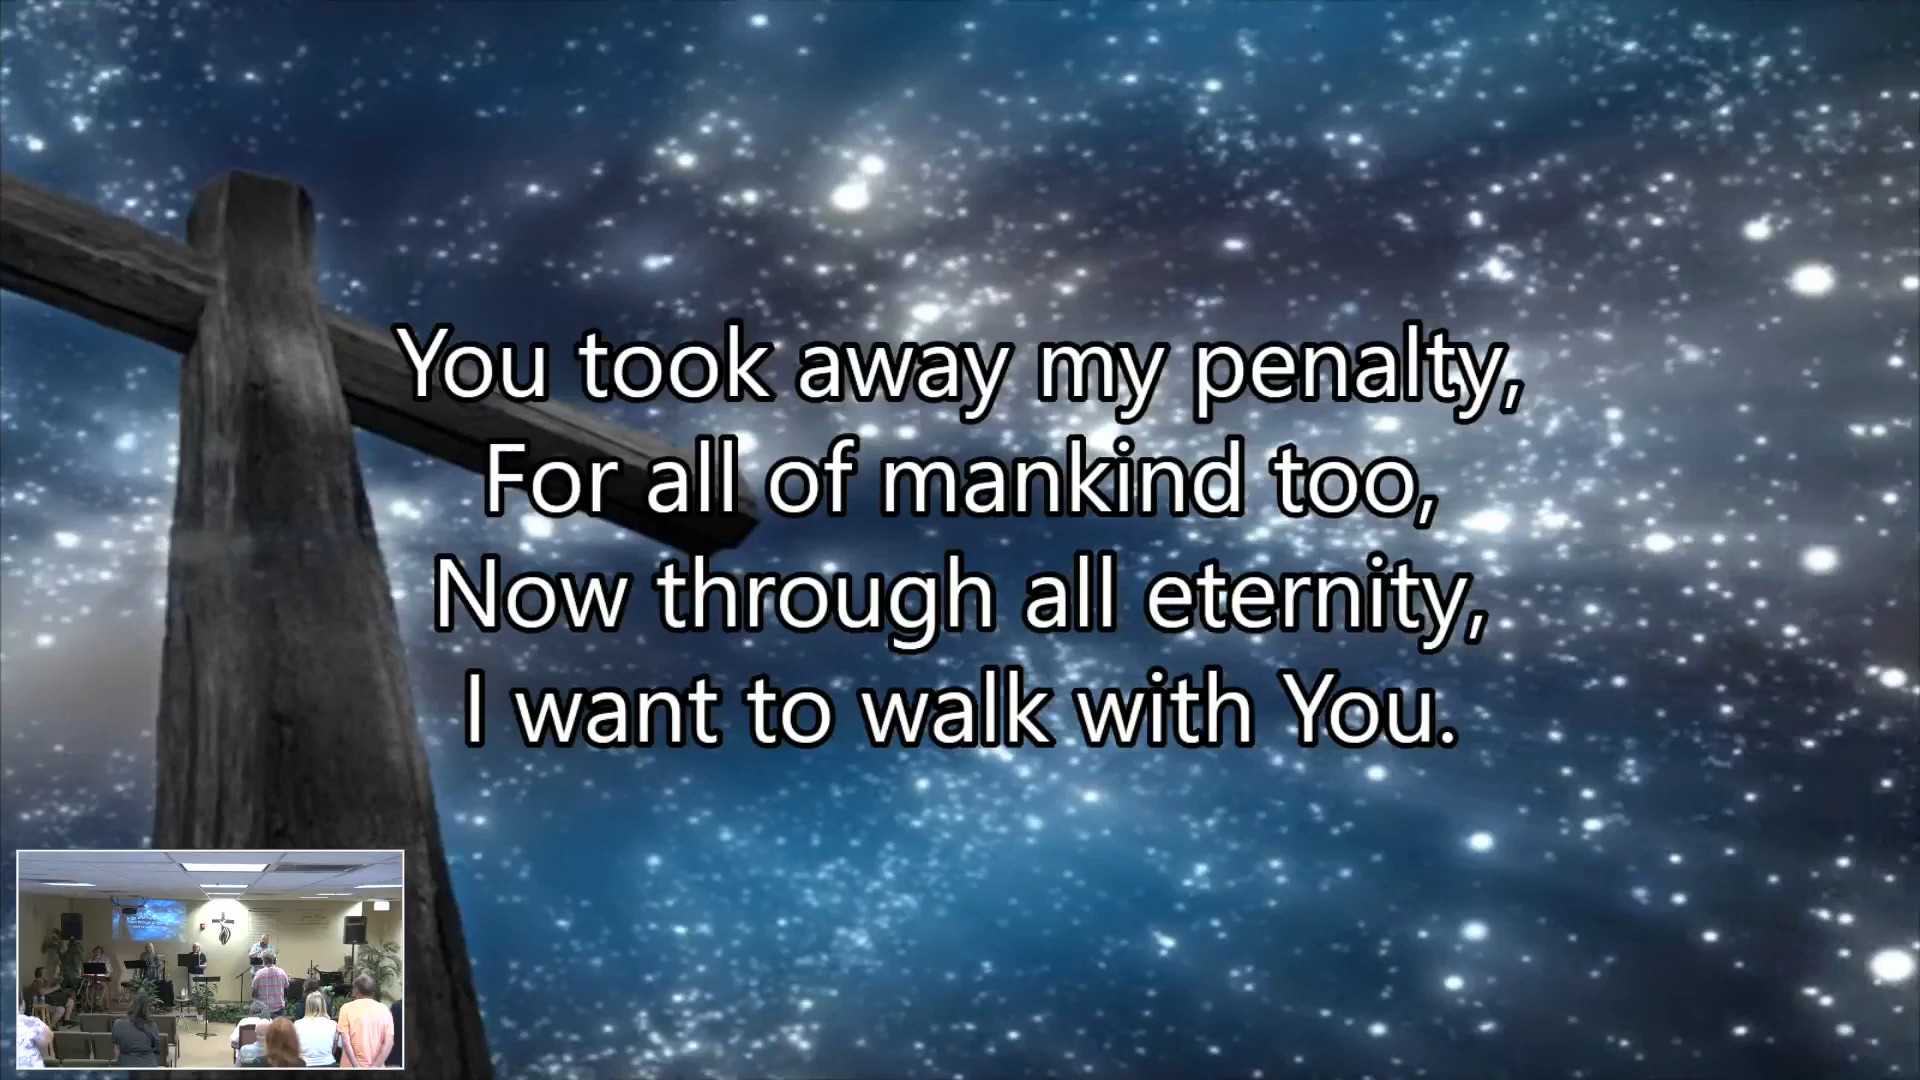 You took away my penalty,
For all of mankind too,
Now through all eternity,
I want to walk with You.